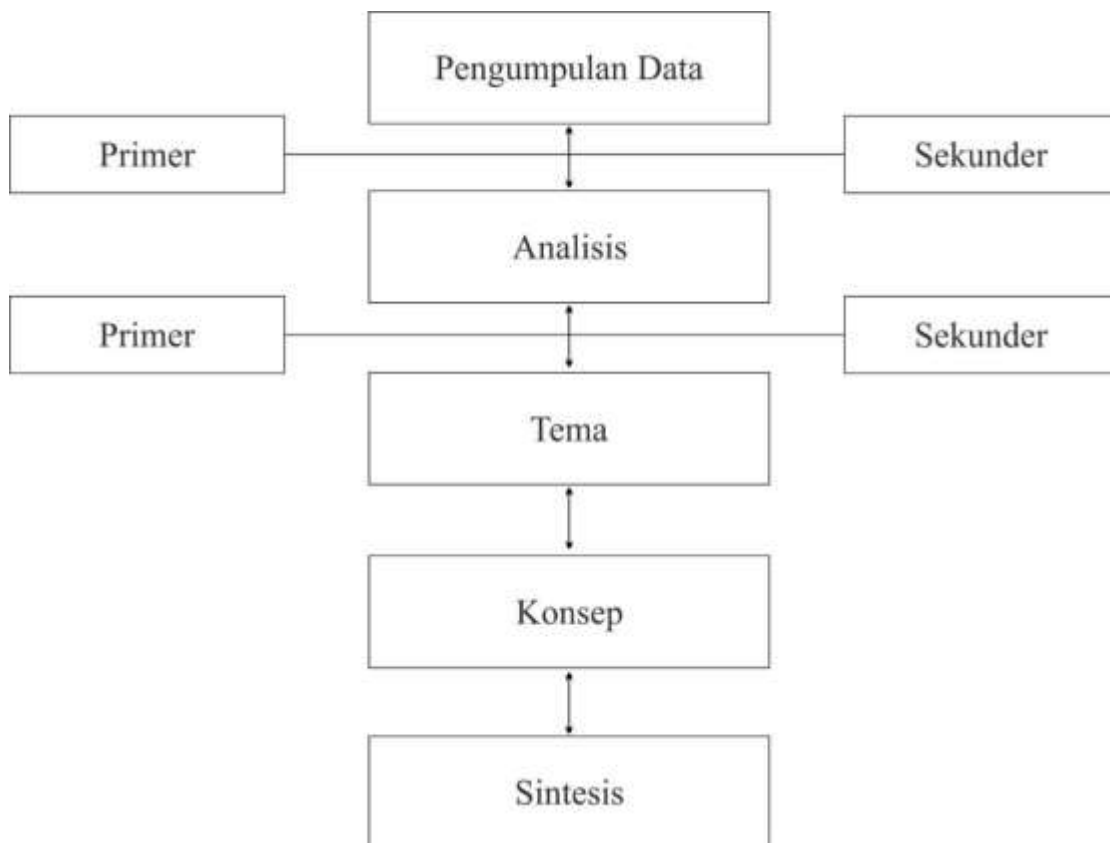 Pengumpulan Data
Primer
Sekunder
Analisis
Primer
Sekunder
Tema
Konsep
Sintesis